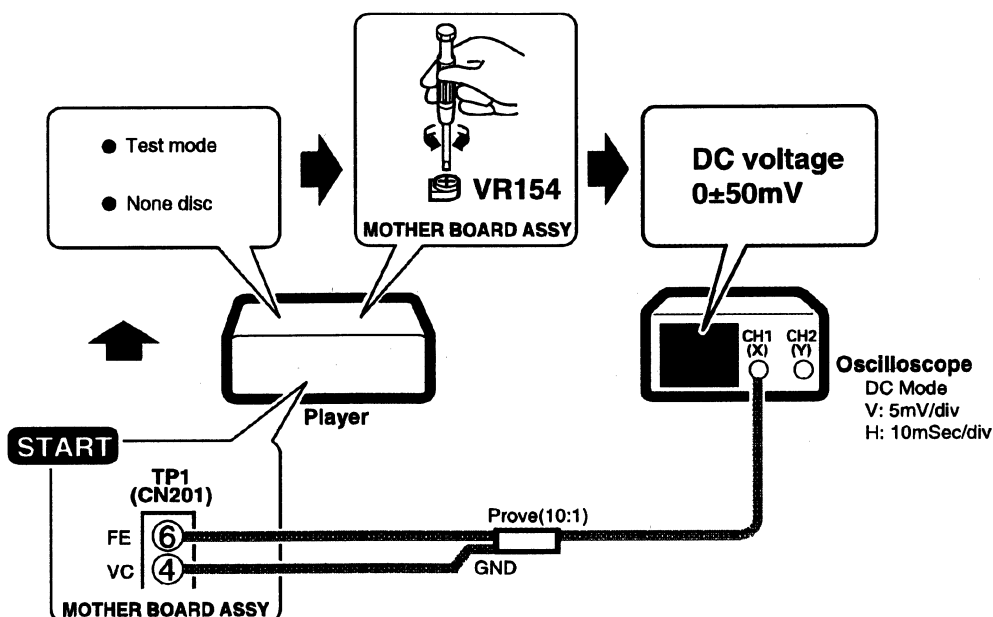 ● Test mode
● None disc
VR154
MOTHER BOARD ASSY
DC voltage
0±50mV
CH1
(X)
CH2
(Y)
Oscilloscope
DC Mode
V: 5mV/div
H: 10mSec/div
Player
START
TP1
(CN201)
FE ⑥
VC ④
MOTHER BOARD ASSY
Prove(10:1)
GND